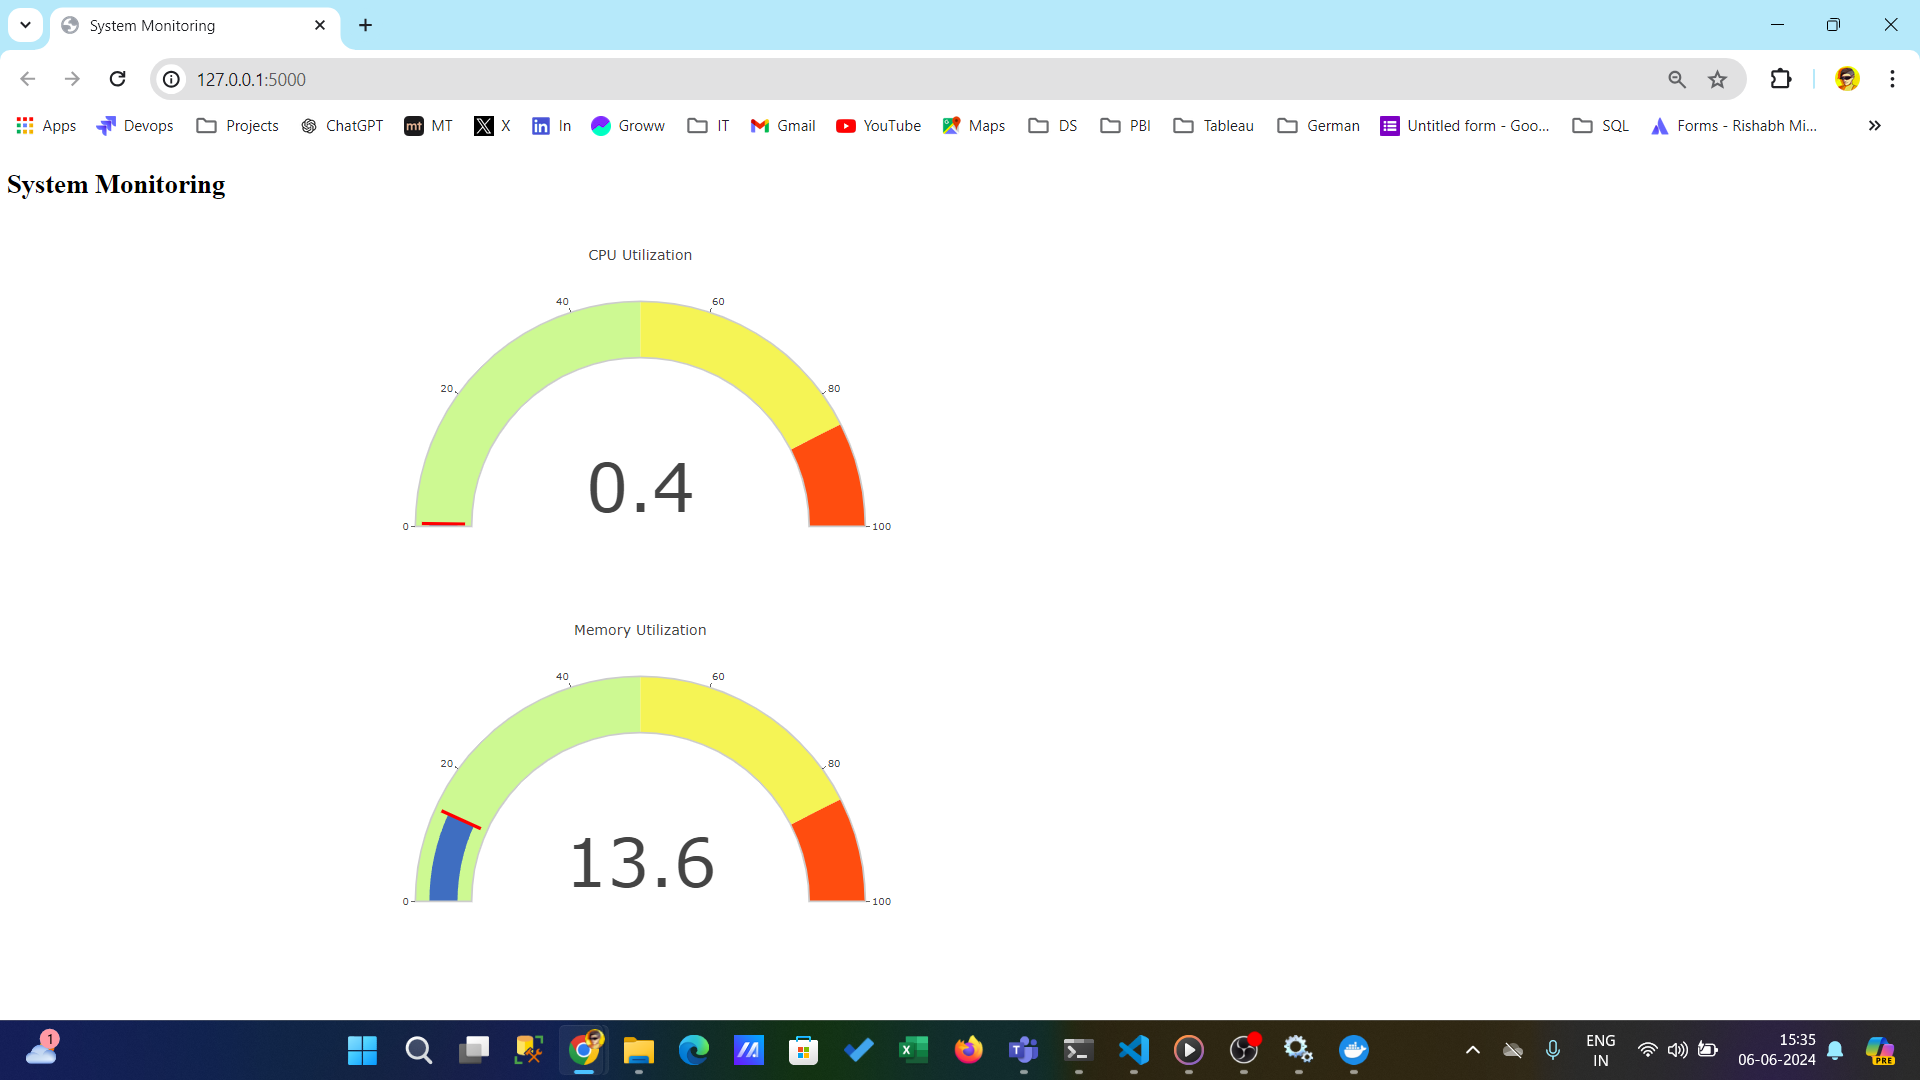 System Monitoring
127.0.0.1:5000
Apps Devops Projects ChatGPT mt MT X in In Groww IT Gmail YouTube Maps DS PBI Tableau German Untitled form - Goo... SQL Forms - Rishabh Mi...
System Monitoring
CPU Utilization
40 60
20 80
0.4
0 100
Memory Utilization
40 60
20 80
13.6
0 100
1 ENG 15:35
IN 06-06-2024 PRE